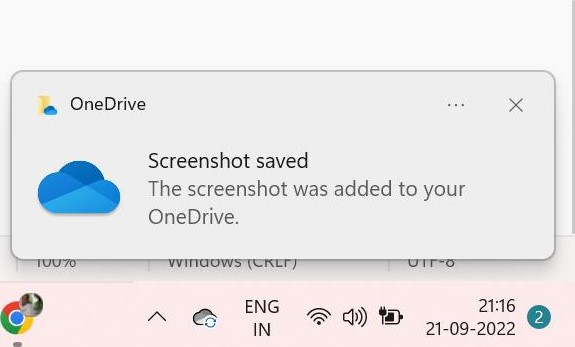 OneDrive
Screenshot saved
The screenshot was added to your
OneDrive.
100%
Windows (CRLF)
UTF-8
ENG
IN
21:16
21-09-2022
2